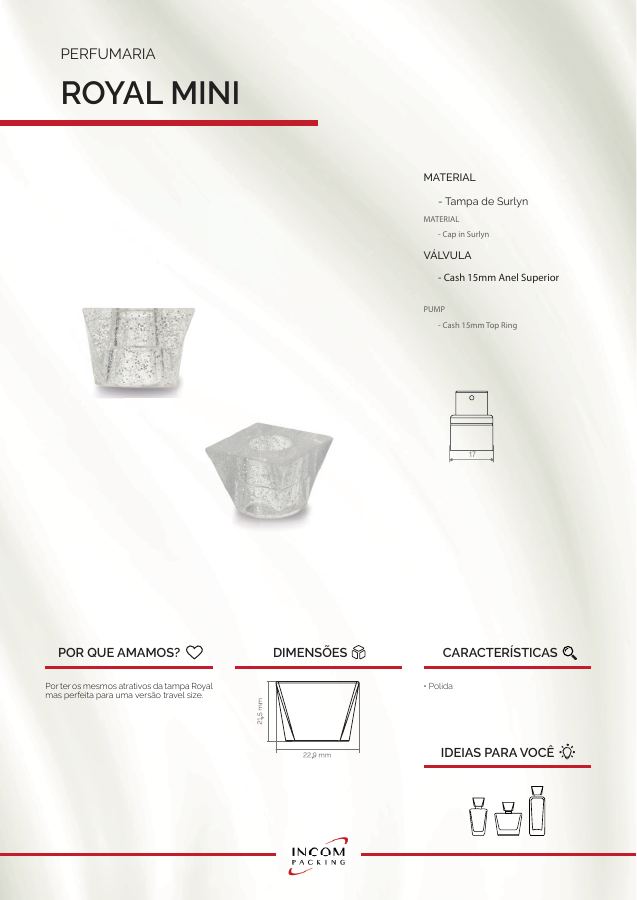 PERFUMARIA
ROYAL MINI
MATERIAL
- Tampa de Surlyn
MATERIAL
- Cap in Surlyn
VÁLVULA
- Cash 15mm Anel Superior
PUMP
- Cash 15mm Top Ring
17
POR QUE AMAMOS?
Por ter os mesmos atrativos da tampa Royal
mas perfeita para uma versão travel size.
DIMENSÕES
21,5 mm
22,9 mm
CARACTERÍSTICAS
• Polida
IDEIAS PARA VOCÊ
INCOM
PACKING